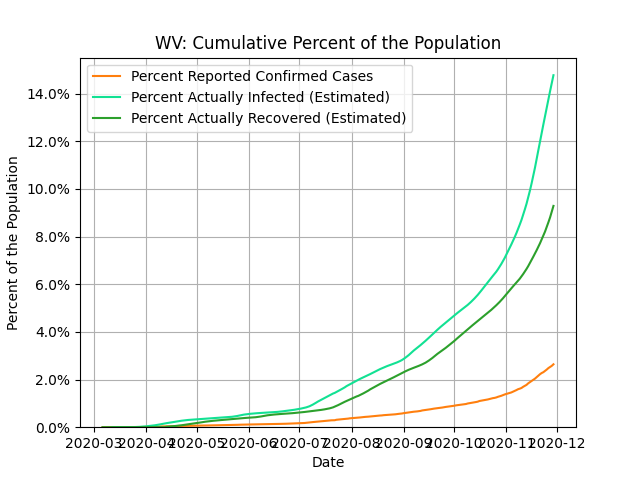 WV: Cumulative Percent of the Population
Percent Reported Confirmed Cases
Percent Actually Infected (Estimated)
Percent Actually Recovered (Estimated)
14.0%
12.0%
10.0%
8.0%
6.0%
4.0%
2.0%
0.0%
Percent of the Population
2020-03 2020-04 2020-05 2020-06 2020-07 2020-08 2020-09 2020-10 2020-11 2020-12
Date